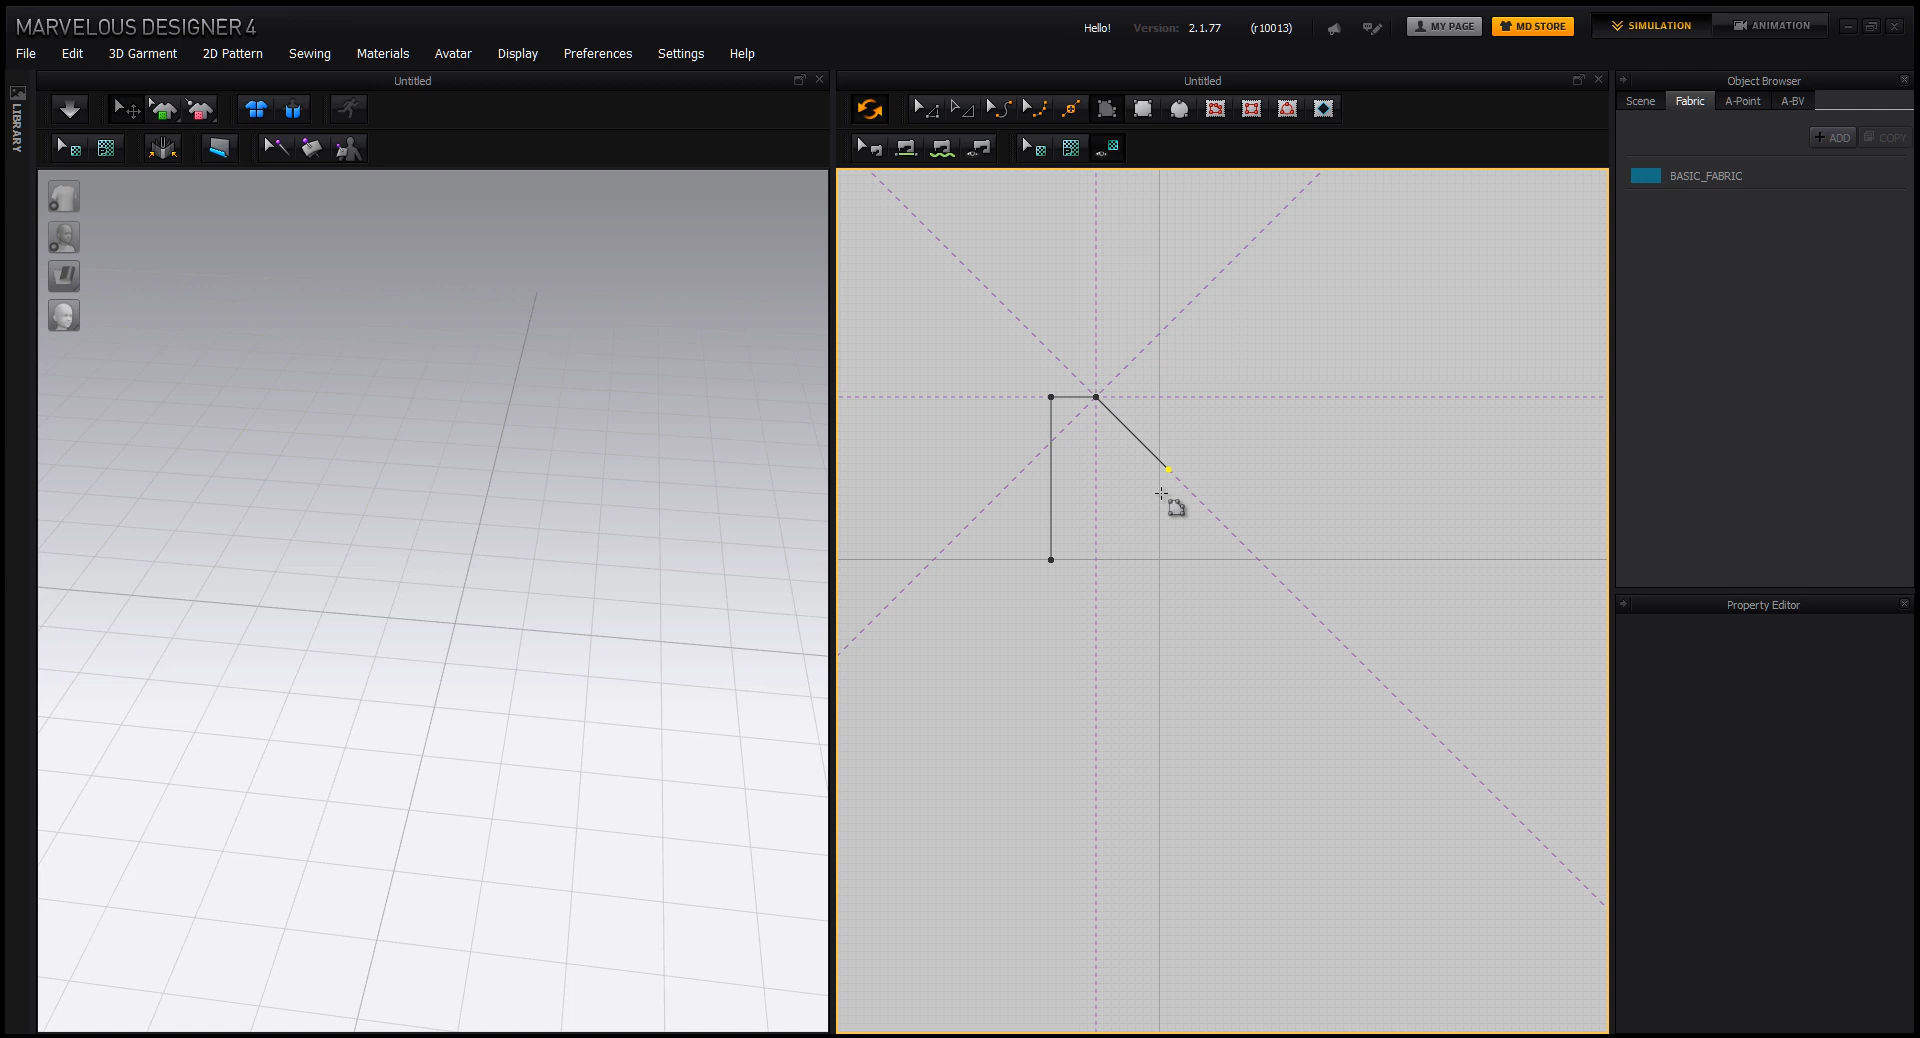 MARVELOUS DESIGNER 4
Hello! Version: 2.1.77 (r10013) MY PAGE MD STORE SIMULATION ANIMATION
File Edit 3D Garment 2D Pattern Sewing Materials Avatar Display Preferences Settings Help
LIBRARY
Untitled
Untitled
Object Browser
Scene Fabric A-Point A-BV
+ ADD COPY
BASIC_FABRIC
Property Editor